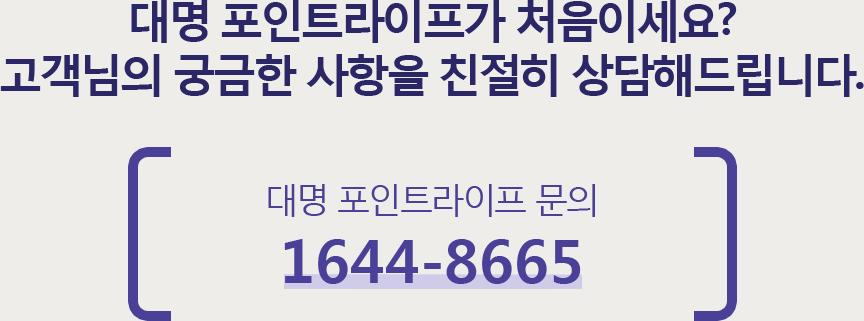 대명 포인트라이프가 처음이세요?
고객님의 궁금한 사항을 친절히 상담해드립니다.
대명 포인트라이프 문의
1644-8665